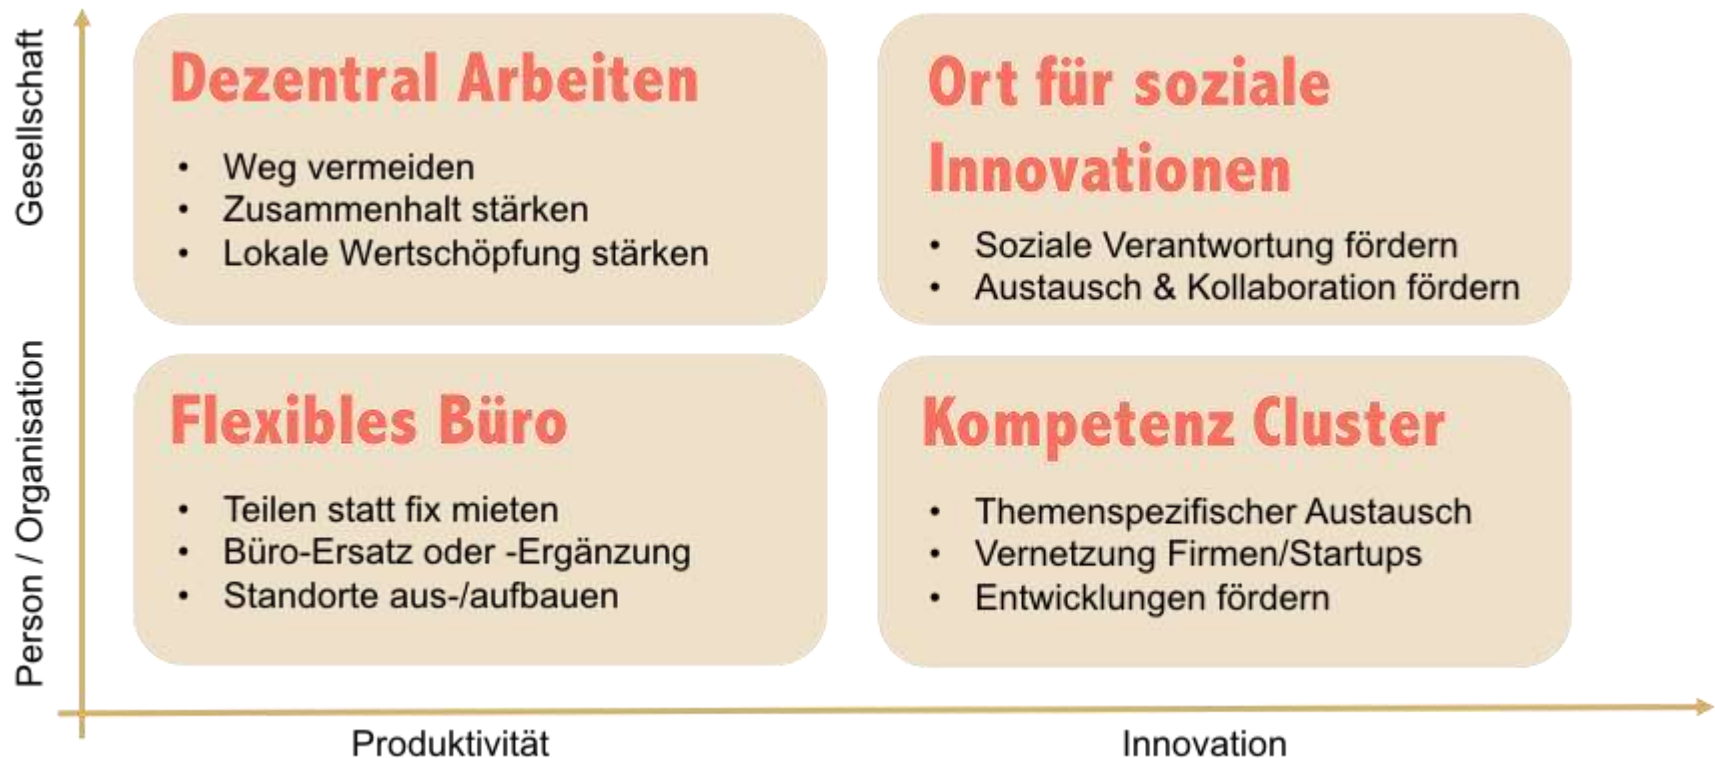 Gesellschaft
Dezentral Arbeiten
• Weg vermeiden
• Zusammenhalt stärken
• Lokale Wertschöpfung stärken
Ort für soziale
Innovationen
• Soziale Verantwortung fördern
• Austausch & Kollaboration fördern
Person / Organisation
Flexibles Büro
• Teilen statt fix mieten
• Büro-Ersatz oder -Ergänzung
• Standorte aus-/aufbauen
Kompetenz Cluster
• Themenspezifischer Austausch
• Vernetzung Firmen/Startups
• Entwicklungen fördern
Produktivität
Innovation